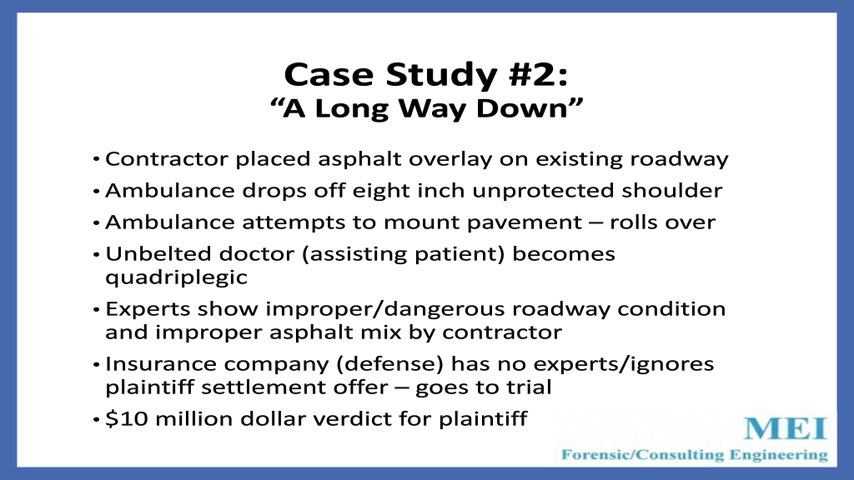 Case Study #2:
“A Long Way Down”
• Contractor placed asphalt overlay on existing roadway
• Ambulance drops off eight inch unprotected shoulder
• Ambulance attempts to mount pavement – rolls over
• Unbelted doctor (assisting patient) becomes
quadriplegic
• Experts show improper/dangerous roadway condition
and improper asphalt mix by contractor
• Insurance company (defense) has no experts/ignores
plaintiff settlement offer – goes to trial
• $10 million dollar verdict for plaintiff
MEI
Forensic/Consulting Engineering